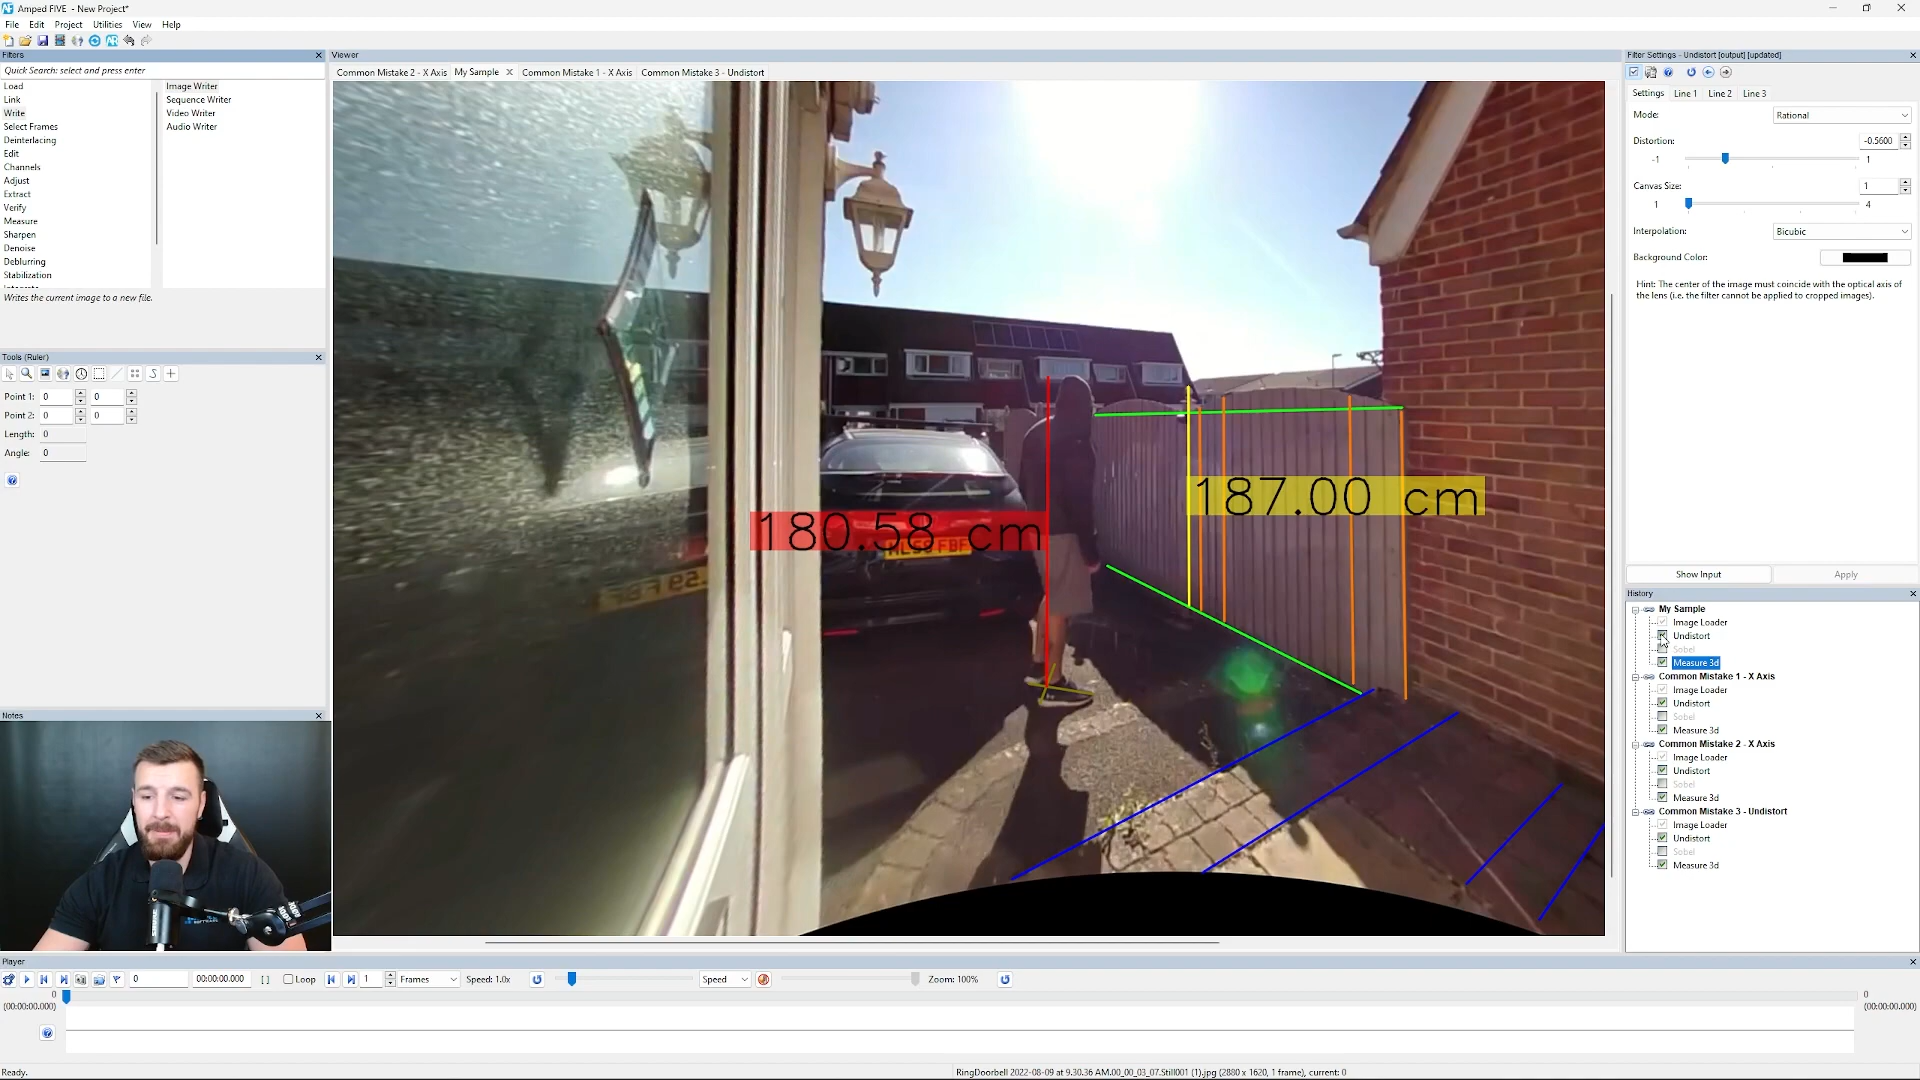 Amped FIVE - New Project*
File Edit Project Utilities View Help
Filters
Quick Search: select and press enter
Load
Link
Write
Select Frames
Deinterlacing
Edit
Channels
Adjust
Extract
Verify
Measure
Sharpen
Denoise
Deblurring
Stabilization
Image Writer
Sequence Writer
Video Writer
Audio Writer
Writes the current image to a new file.
Tools (Ruler)
Point 1: 0 0
Point 2: 0 0
Length: 0
Angle: 0
Notes
Viewer
Common Mistake 2 - X Axis My Sample Common Mistake 1 - X Axis Common Mistake 3 - Undistort
180.58 cm
187.00 cm
Filter Settings - Undistort [output] [updated]
Settings Line 1 Line 2 Line 3
Mode: Rational
Distortion: -0.5600
-1 1
Canvas Size: 1
1 4
Interpolation: Bicubic
Background Color:
Hint: The center of the image must coincide with the optical axis of
the lens (i.e. the filter cannot be applied to cropped images).
Show Input Apply
History
My Sample
Image Loader
Undistort
Sobel
Measure 3d
Common Mistake 1 - X Axis
Image Loader
Undistort
Sobel
Measure 3d
Common Mistake 2 - X Axis
Image Loader
Undistort
Sobel
Measure 3d
Common Mistake 3 - Undistort
Image Loader
Undistort
Sobel
Measure 3d
Player
0 00:00:00.000 [ ] Loop 1 Frames Speed: 1.0x Speed Zoom: 100%
0 0
(00:00:00.000) (00:00:00.000)
Ready.
RingDoorbell 2022-08-09 at 9.30.36 AM.00_00_03_07.Still001 (1).jpg (2880 x 1620, 1 frame), current: 0